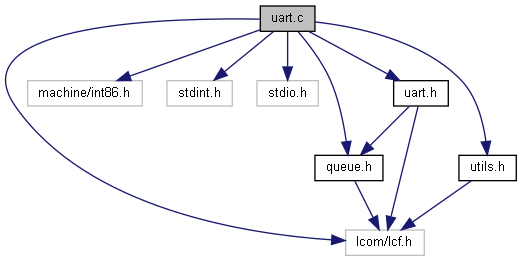 uart.c
machine/int86.h
stdint.h
stdio.h
uart.h
queue.h
utils.h
lcom/lcf.h